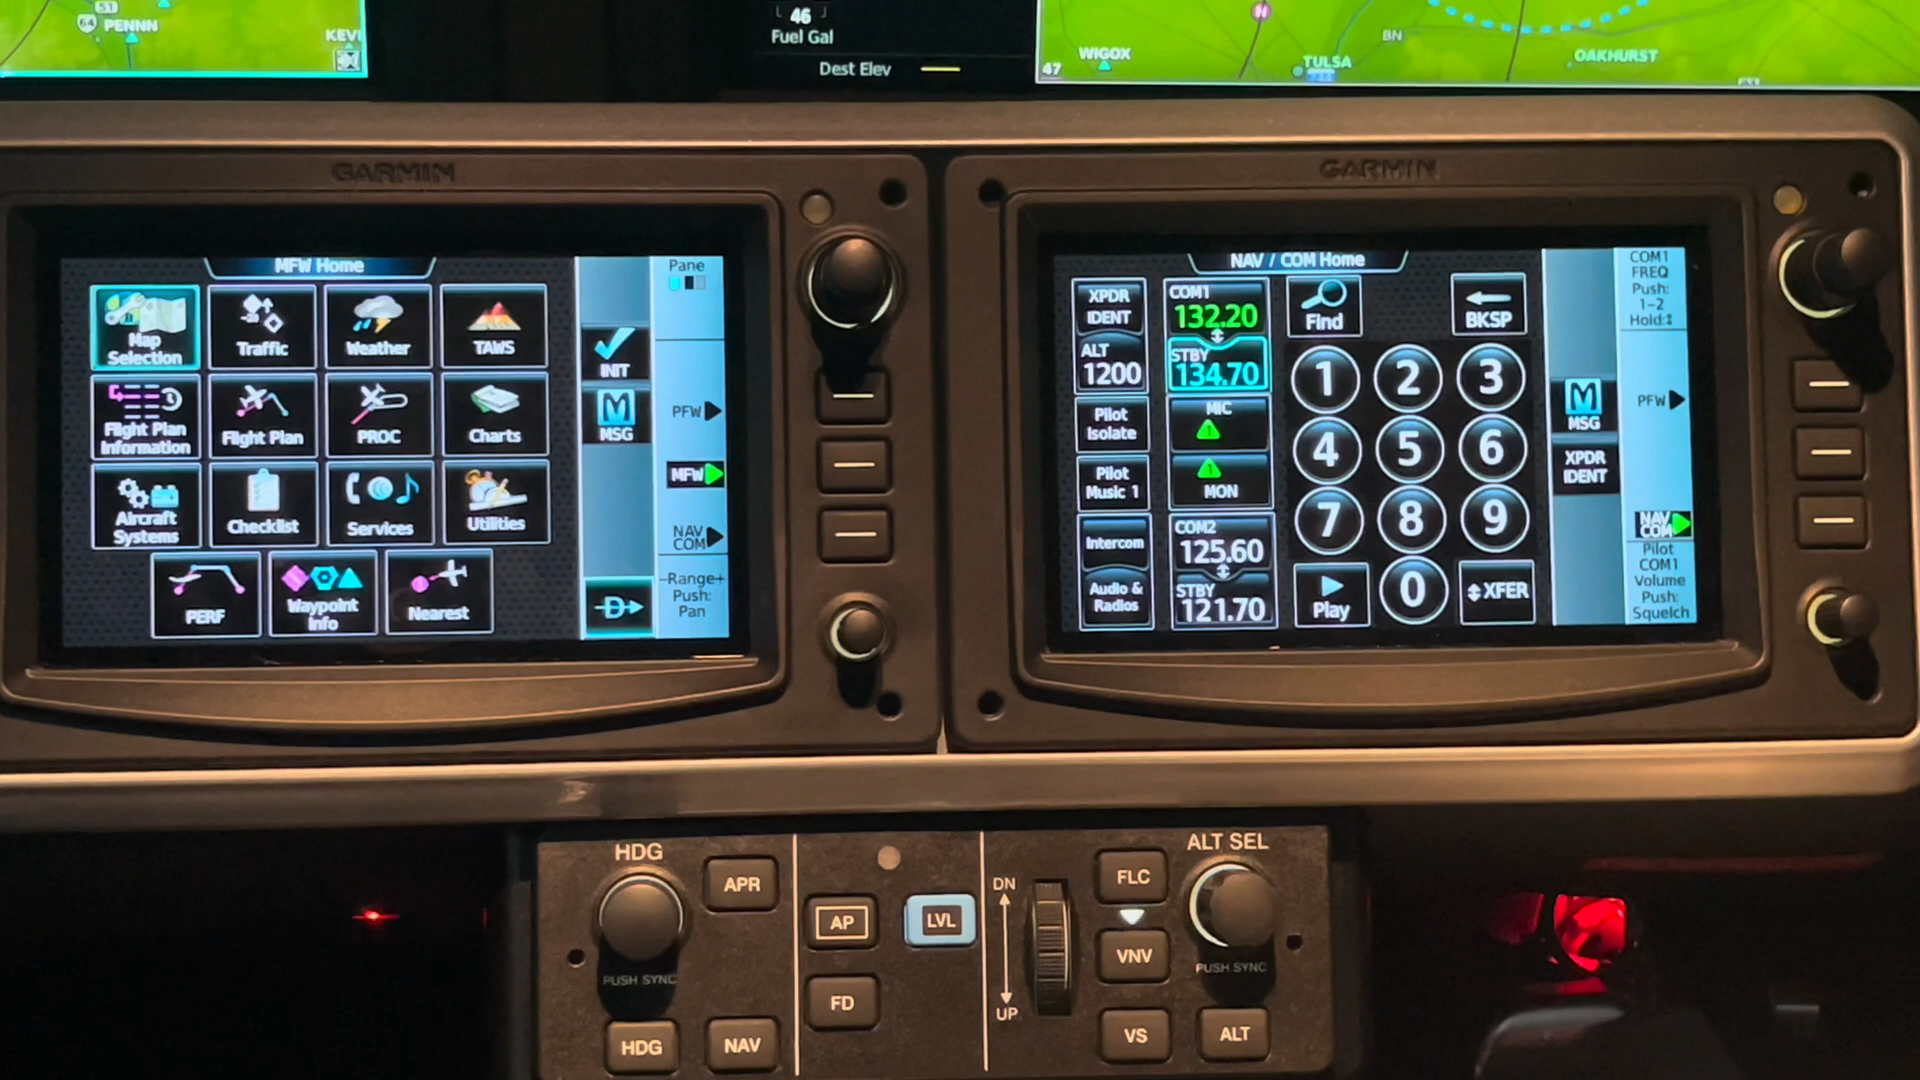 51
64
PENNN
KEVI
46
Fuel Gal
Dest Elev
47
WIGOX
TULSA
BN
OAKHURST
GARMIN
MFW Home
Map
Selection
Traffic
Weather
TAWS
Flight Plan
Information
Flight Plan
PROC
Charts
Aircraft
Systems
Checklist
Services
Utilities
PERF
Waypoint
Info
Nearest
INIT
M
MSG
D
Pane
PFW
MFW
NAV
COM
-Range+
Push:
Pan
GARMIN
NAV / COM Home
XPDR
IDENT
ALT
1200
Pilot
Isolate
Pilot
Music 1
Intercom
Audio &
Radios
COM1
132.20
STBY
134.70
MIC
1
1
MON
COM2
125.60
STBY
121.70
Find
BKSP
1 2 3
4 5 6
7 8 9
Play
0
XFER
M
MSG
XPDR
IDENT
COM1
FREQ
Push:
1-2
Hold:↕
PFW
NAV
COM
Pilot
COM1
Volume
Push:
Squelch
HDG
PUSH SYNC
APR
HDG
NAV
AP
LVL
FD
DN
UP
FLC
VNV
VS
ALT SEL
PUSH SYNC
ALT